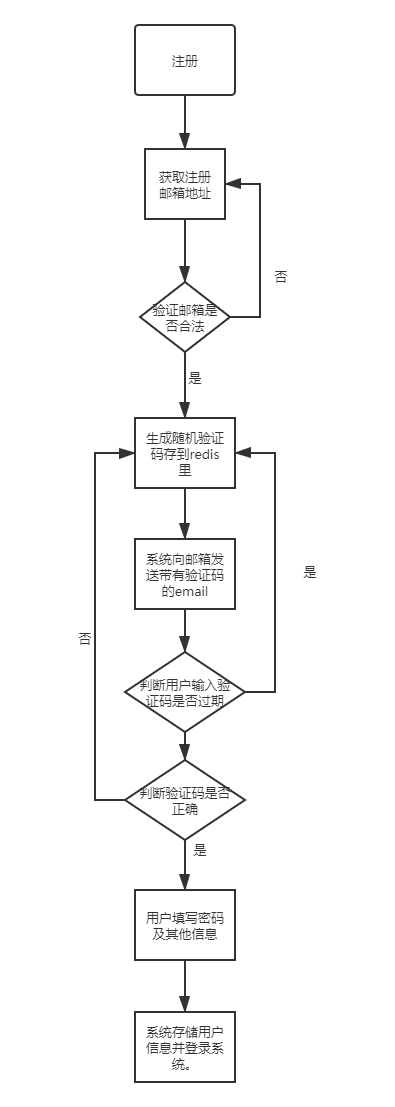 注册
获取注册
邮箱地址
否
验证邮箱是
否合法
是
生成随机验证
码存到redis
里
系统向邮箱发
送带有验证码
的email
是
否
判断用户输入验
证码是否过期
判断验证码是否
正确
是
用户填写密码
及其他信息
系统存储用户
信息并登录系
统。